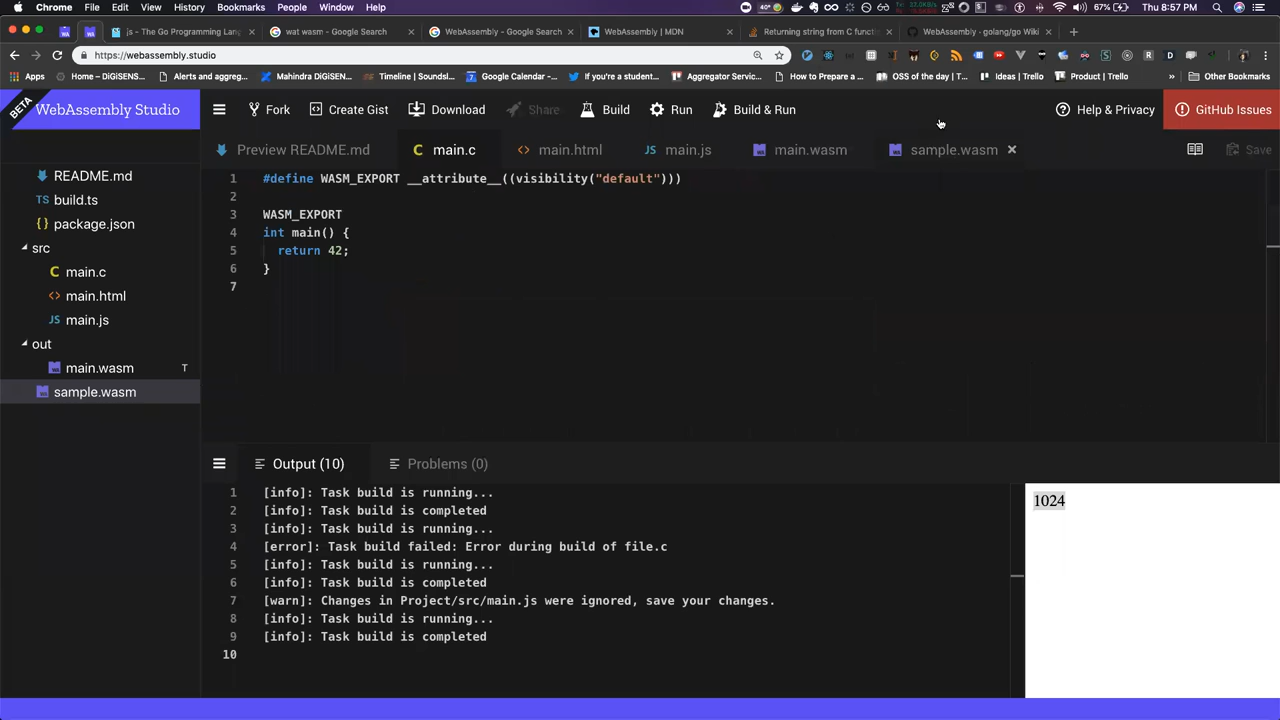 Chrome File Edit View History Bookmarks People Window Help
40° 67% Thu 8:57 PM
js - The Go Programming Lang
wat wasm - Google Search
WebAssembly - Google Search
WebAssembly | MDN
Returning string from C functi
WebAssembly · golang/go Wiki
https://webassembly.studio
Apps Home – DiGiSENS... Alerts and aggreg... Mahindra DiGiSEN... Timeline | Soundsl... Google Calendar -... If you're a student... Aggregator Servic... How to Prepare a ... OSS of the day | T... Ideas | Trello Product | Trello Other Bookmarks
BETA
WebAssembly Studio
Fork Create Gist Download Share Build Run Build & Run Help & Privacy GitHub Issues
Preview README.md C main.c <> main.html JS main.js main.wasm sample.wasm Save
README.md
TS build.ts
{} package.json
src
C main.c
<> main.html
JS main.js
out
main.wasm T
sample.wasm
1 #define WASM_EXPORT __attribute__((visibility("default")))
2
3 WASM_EXPORT
4 int main() {
5 return 42;
6 }
7
Output (10) Problems (0)
1 [info]: Task build is running...
2 [info]: Task build is completed
3 [info]: Task build is running...
4 [error]: Task build failed: Error during build of file.c
5 [info]: Task build is running...
6 [info]: Task build is completed
7 [warn]: Changes in Project/src/main.js were ignored, save your changes.
8 [info]: Task build is running...
9 [info]: Task build is completed
10
1024